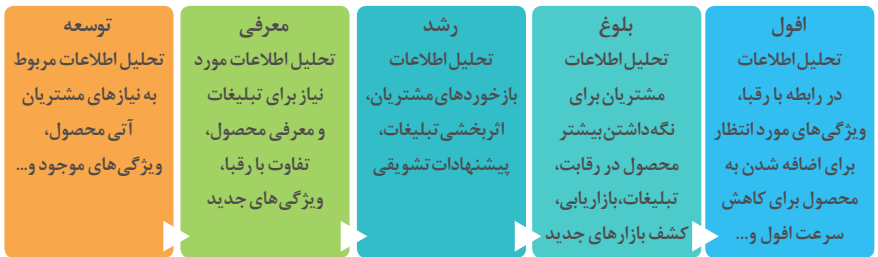 توسعه
تحلیل اطلاعات مربوط
به نیازهای مشتریان
آتی محصول،
ویژگی‌های موجود و...
معرفی
تحلیل اطلاعات مورد
نیاز برای تبلیغات
و معرفی محصول،
تفاوت با رقبا،
ویژگی‌های جدید
رشد
تحلیل اطلاعات
بازخوردهای مشتریان،
اثربخشی تبلیغات،
پیشنهادات تشویقی
بلوغ
تحلیل اطلاعات
مشتریان برای
نگه‌داشتن بیشتر
محصول در رقابت،
تبلیغات، بازاریابی،
کشف بازارهای جدید
افول
تحلیل اطلاعات
در رابطه با رقبا،
ویژگی‌های مورد انتظار
برای اضافه شدن به
محصول برای کاهش
سرعت افول و...